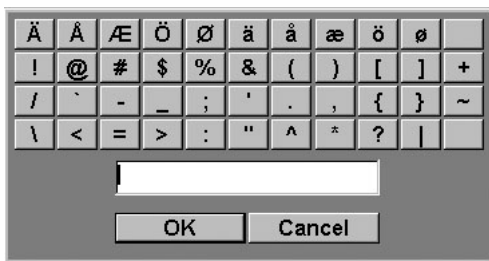 Ä Å Æ Ö Ø ä å æ ö ø
! @ # $ % & ( ) [ ] +
/ ` - _ ; ' . , { } ~
\ < = > : " ^ * ? |
OK Cancel